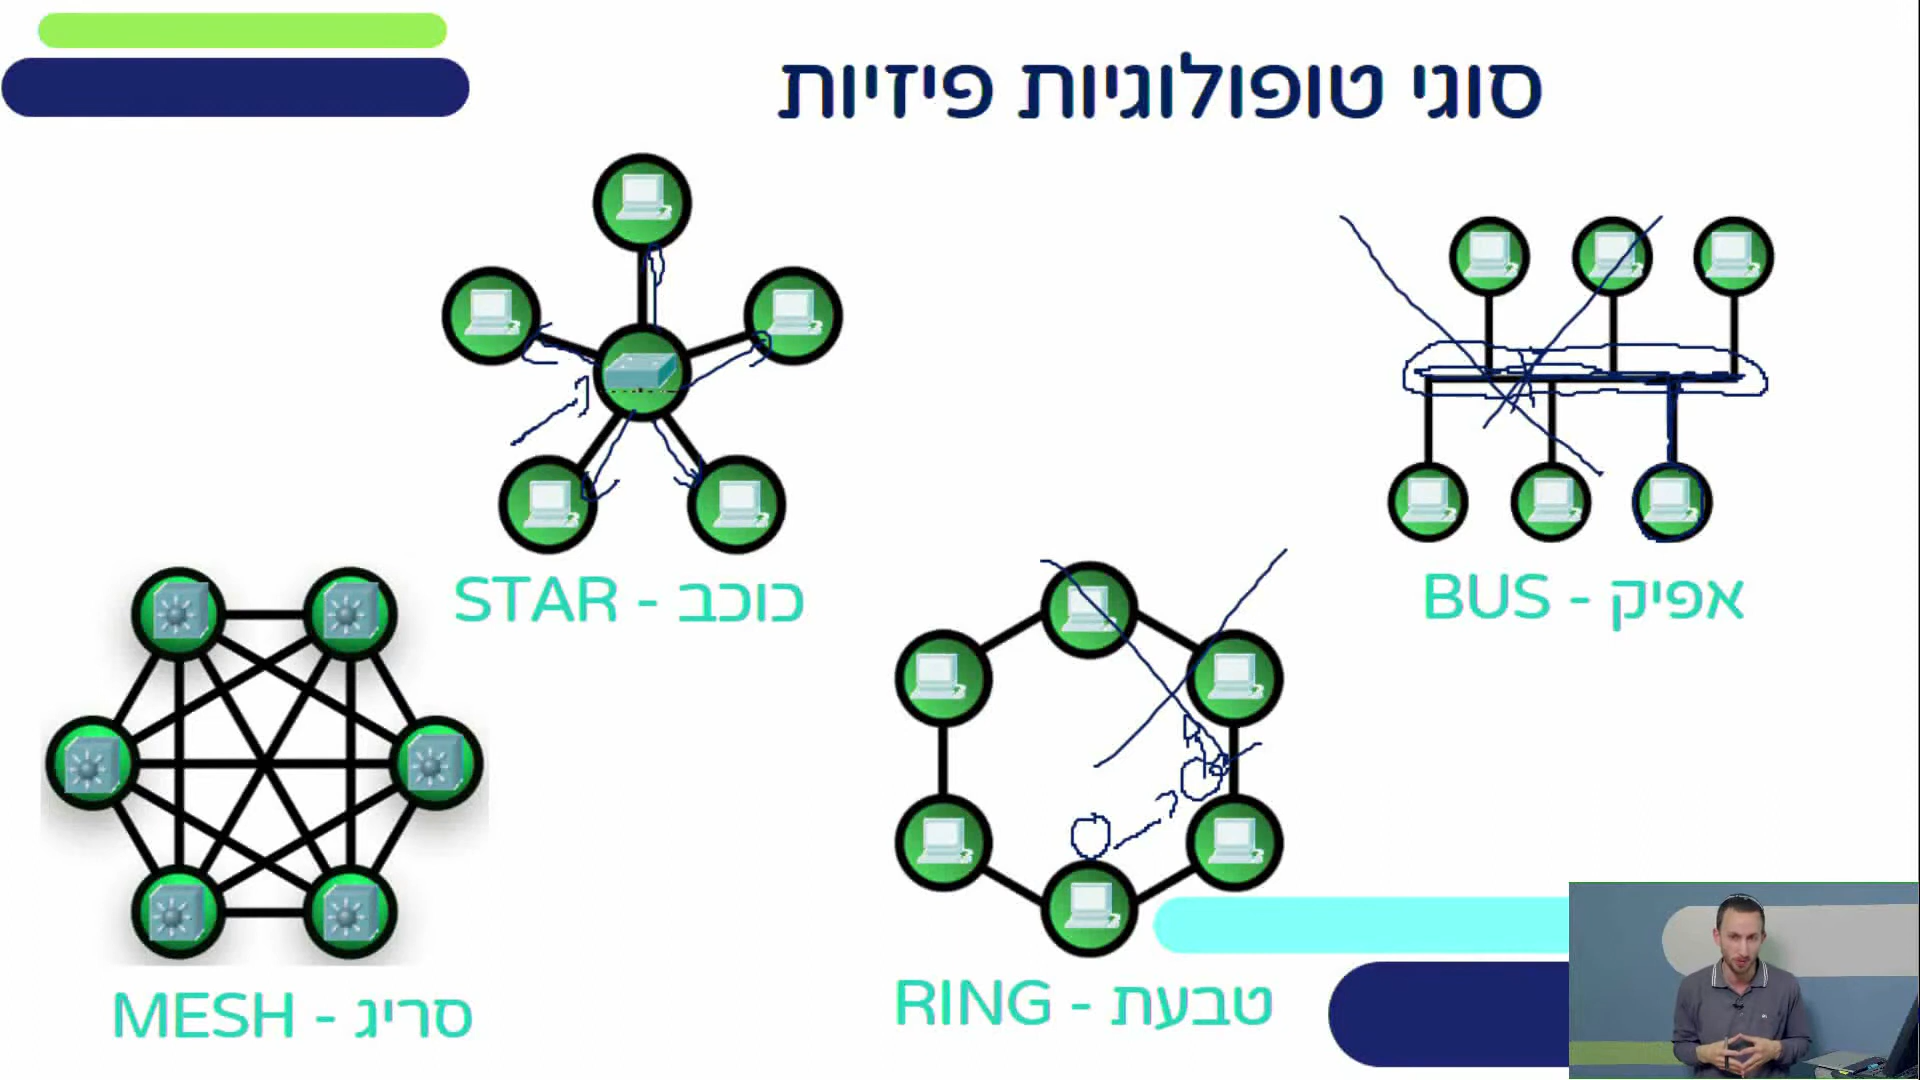 סוגי טופולוגיות פיזיות
אפיק - BUS
כוכב - STAR
טבעת - RING
סריג - MESH